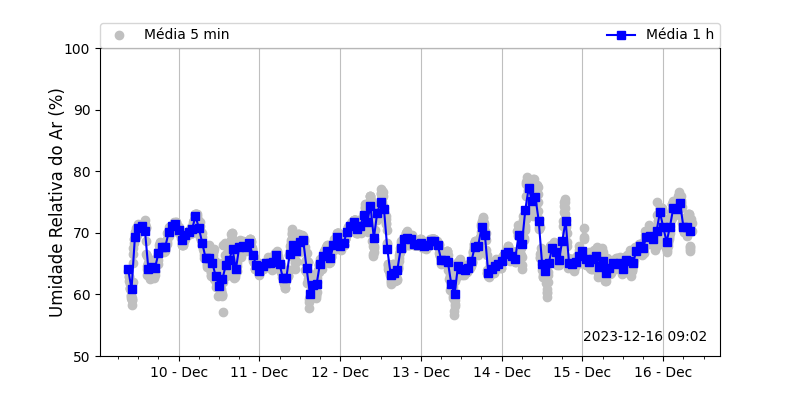 Média 5 min
Média 1 h
Umidade Relativa do Ar (%)
100
90
80
70
60
50
2023-12-16 09:02
10 - Dec
11 - Dec
12 - Dec
13 - Dec
14 - Dec
15 - Dec
16 - Dec